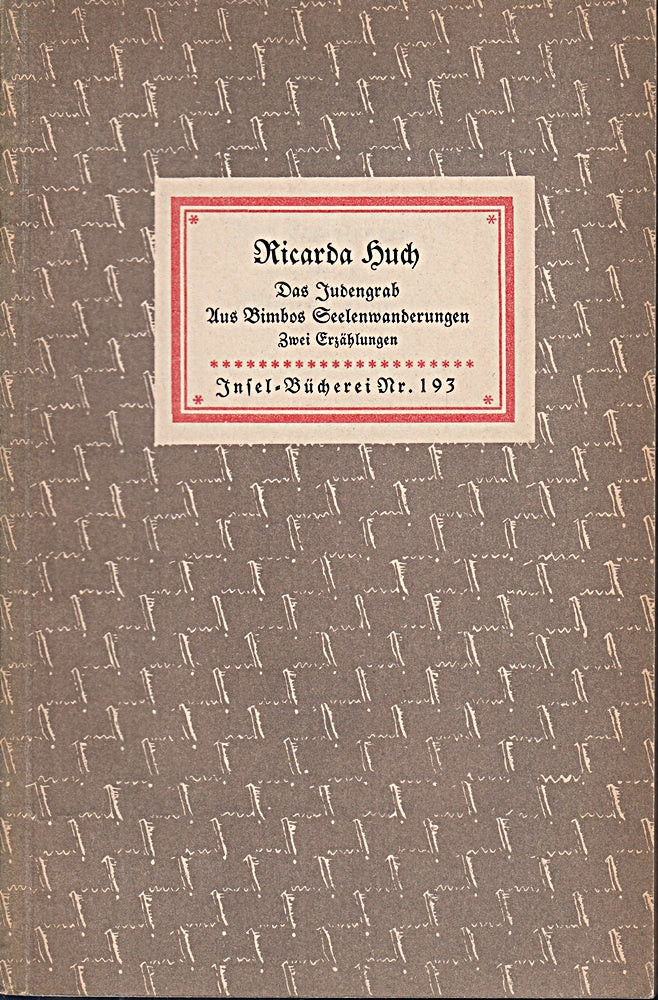 Ricarda Huch
Das Judengrab
Aus Bimbos Seelenwanderungen
Zwei Erzählungen
Insel-Bücherei Nr. 193